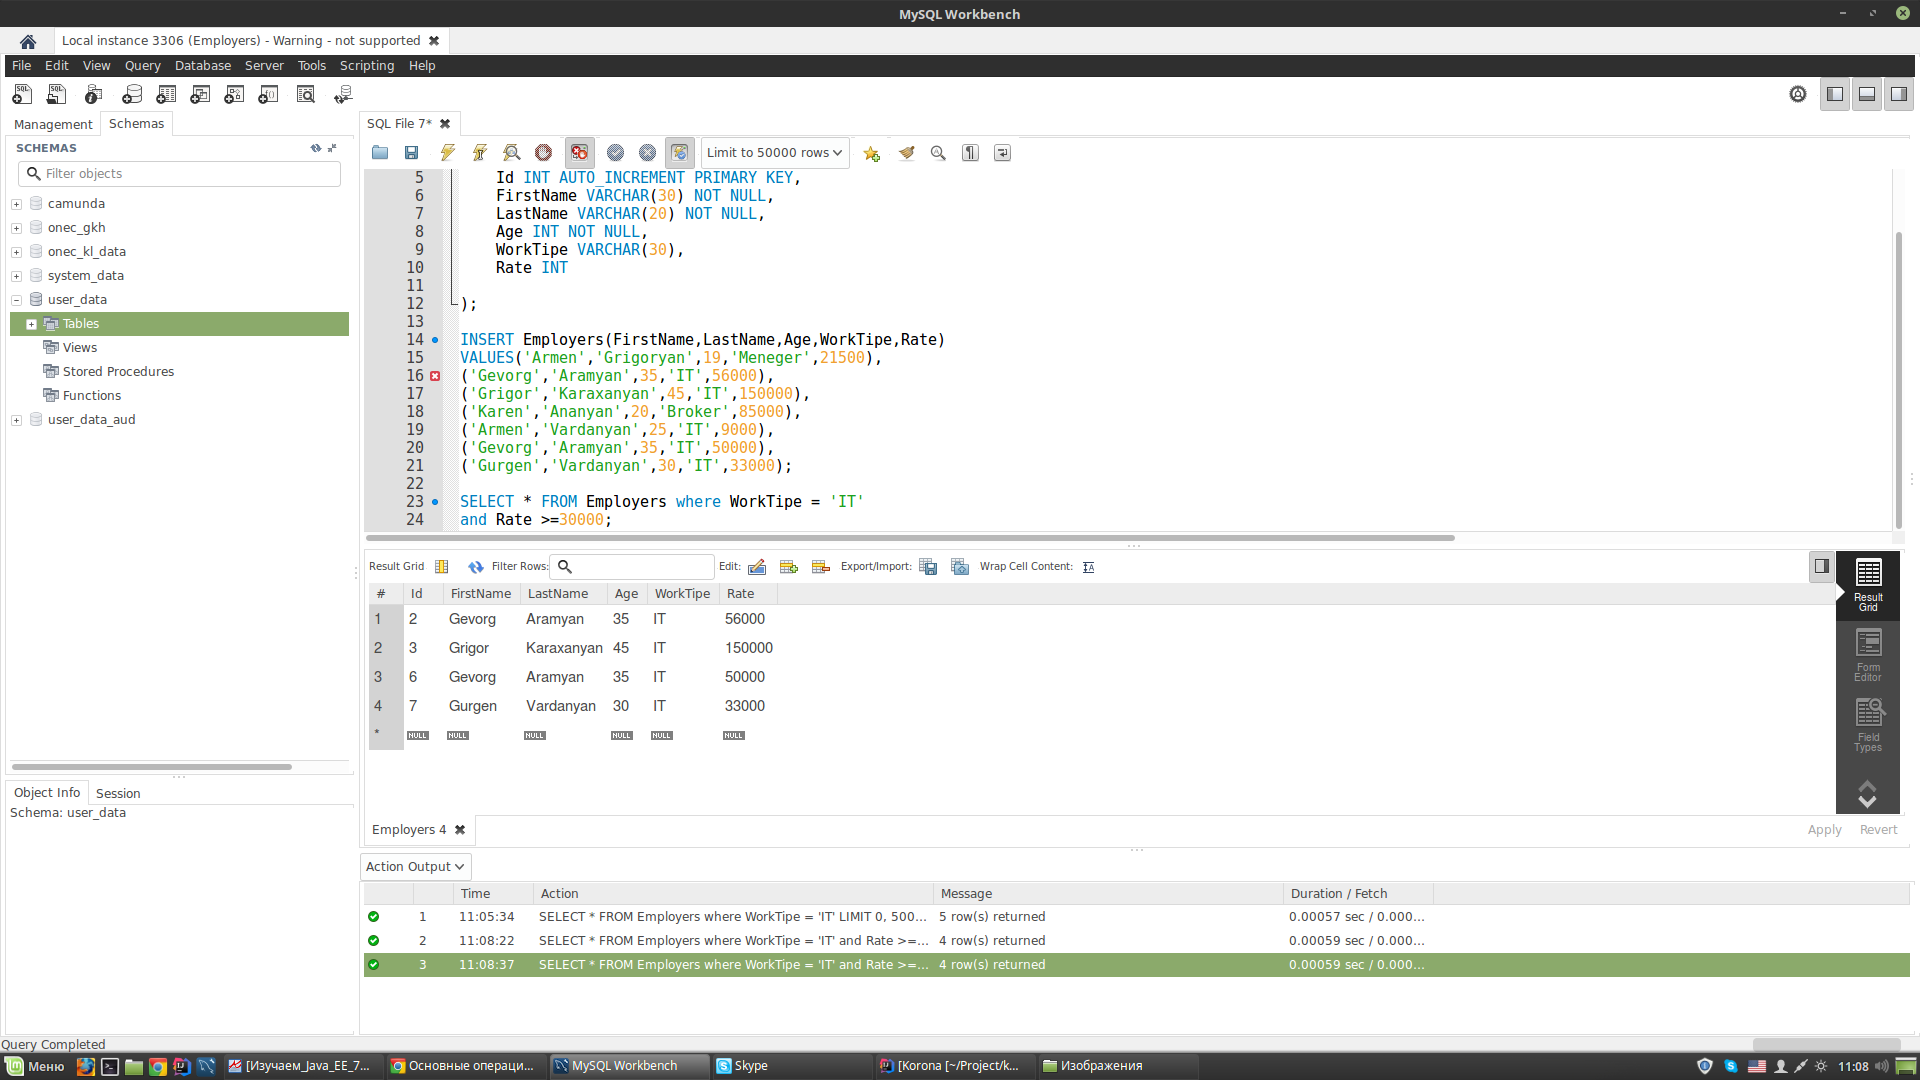 MySQL Workbench
Local instance 3306 (Employers) - Warning - not supported
File Edit View Query Database Server Tools Scripting Help
Management Schemas
SCHEMAS
Filter objects
camunda
onec_gkh
onec_kl_data
system_data
user_data
Tables
Views
Stored Procedures
Functions
user_data_aud
Object Info Session
Schema: user_data
SQL File 7*
Limit to 50000 rows
5 Id INT AUTO_INCREMENT PRIMARY KEY,
6 FirstName VARCHAR(30) NOT NULL,
7 LastName VARCHAR(20) NOT NULL,
8 Age INT NOT NULL,
9 WorkTipe VARCHAR(30),
10 Rate INT
11
12 );
13
14 INSERT Employers(FirstName,LastName,Age,WorkTipe,Rate)
15 VALUES('Armen','Grigoryan',19,'Meneger',21500),
16 ('Gevorg','Aramyan',35,'IT',56000),
17 ('Grigor','Karaxanyan',45,'IT',150000),
18 ('Karen','Ananyan',20,'Broker',85000),
19 ('Armen','Vardanyan',25,'IT',9000),
20 ('Gevorg','Aramyan',35,'IT',50000),
21 ('Gurgen','Vardanyan',30,'IT',33000);
22
23 SELECT * FROM Employers where WorkTipe = 'IT'
24 and Rate >=30000;
Result Grid Filter Rows: Edit: Export/Import: Wrap Cell Content:
# Id FirstName LastName Age WorkTipe Rate
1 2 Gevorg Aramyan 35 IT 56000
2 3 Grigor Karaxanyan 45 IT 150000
3 6 Gevorg Aramyan 35 IT 50000
4 7 Gurgen Vardanyan 30 IT 33000
* NULL NULL NULL NULL NULL NULL
Result
Grid
Form
Editor
Field
Types
Employers 4
Apply Revert
Action Output
Time Action Message Duration / Fetch
1 11:05:34 SELECT * FROM Employers where WorkTipe = 'IT' LIMIT 0, 500... 5 row(s) returned 0.00057 sec / 0.000...
2 11:08:22 SELECT * FROM Employers where WorkTipe = 'IT' and Rate >=... 4 row(s) returned 0.00059 sec / 0.000...
3 11:08:37 SELECT * FROM Employers where WorkTipe = 'IT' and Rate >=... 4 row(s) returned 0.00059 sec / 0.000...
Query Completed
Меню [Изучаем_Java_EE_7... Основные операци... MySQL Workbench Skype [Korona [~/Project/k... Изображения 11:08